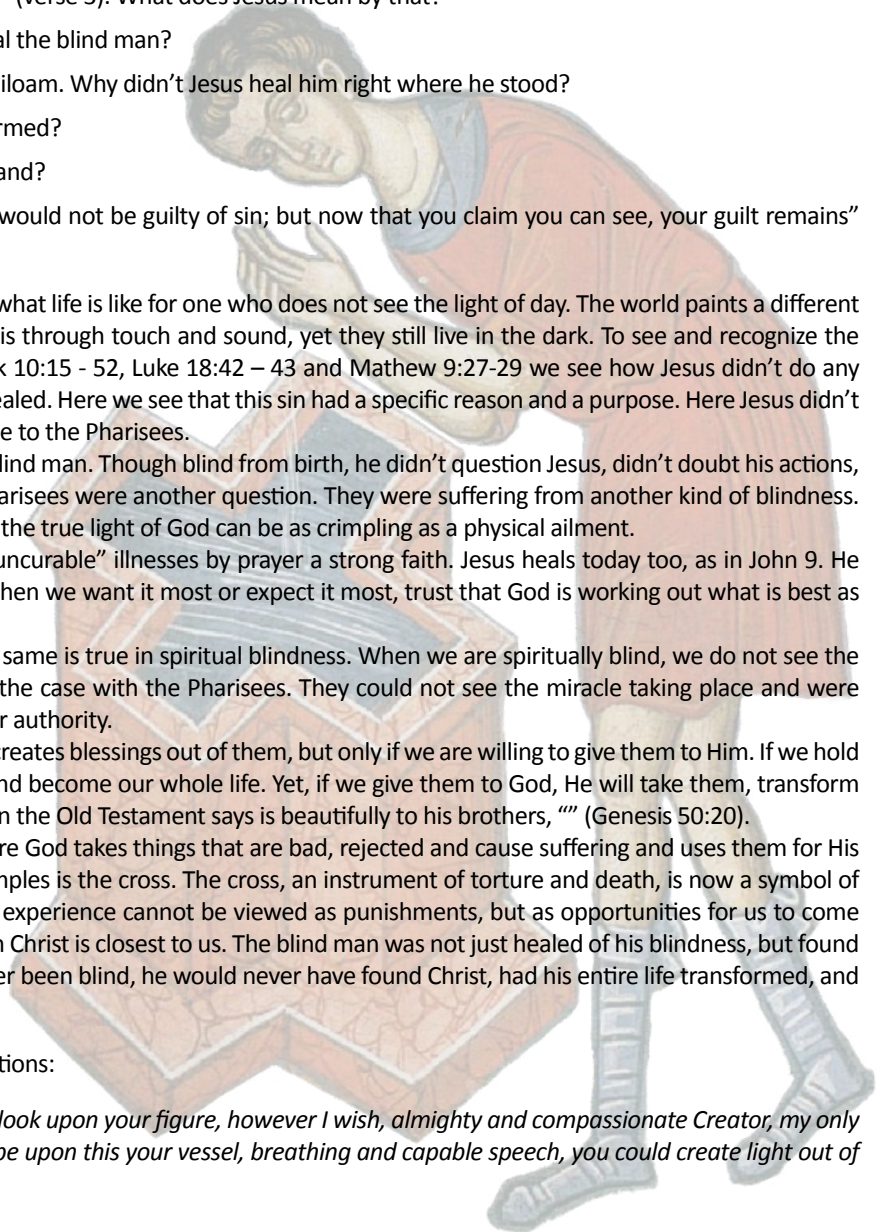 (verse 3). What does Jesus mean by that?
al the blind man?
iloam. Why didn’t Jesus heal him right where he stood?
rmed?
and?
would not be guilty of sin; but now that you claim you can see, your guilt remains”
what life is like for one who does not see the light of day. The world paints a different
is through touch and sound, yet they still live in the dark. To see and recognize the
k 10:15 - 52, Luke 18:42 – 43 and Mathew 9:27-29 we see how Jesus didn’t do any
ealed. Here we see that this sin had a specific reason and a purpose. Here Jesus didn’t
e to the Pharisees.
lind man. Though blind from birth, he didn’t question Jesus, didn’t doubt his actions,
arisees were another question. They were suffering from another kind of blindness.
the true light of God can be as crimpling as a physical ailment.
uncurable” illnesses by prayer a strong faith. Jesus heals today too, as in John 9. He
hen we want it most or expect it most, trust that God is working out what is best as
same is true in spiritual blindness. When we are spiritually blind, we do not see the
the case with the Pharisees. They could not see the miracle taking place and were
r authority.
creates blessings out of them, but only if we are willing to give them to Him. If we hold
nd become our whole life. Yet, if we give them to God, He will take them, transform
n the Old Testament says is beautifully to his brothers, “” (Genesis 50:20).
re God takes things that are bad, rejected and cause suffering and uses them for His
mples is the cross. The cross, an instrument of torture and death, is now a symbol of
experience cannot be viewed as punishments, but as opportunities for us to come
n Christ is closest to us. The blind man was not just healed of his blindness, but found
er been blind, he would never have found Christ, had his entire life transformed, and
tions:
look upon your figure, however I wish, almighty and compassionate Creator, my only
pe upon this your vessel, breathing and capable speech, you could create light out of